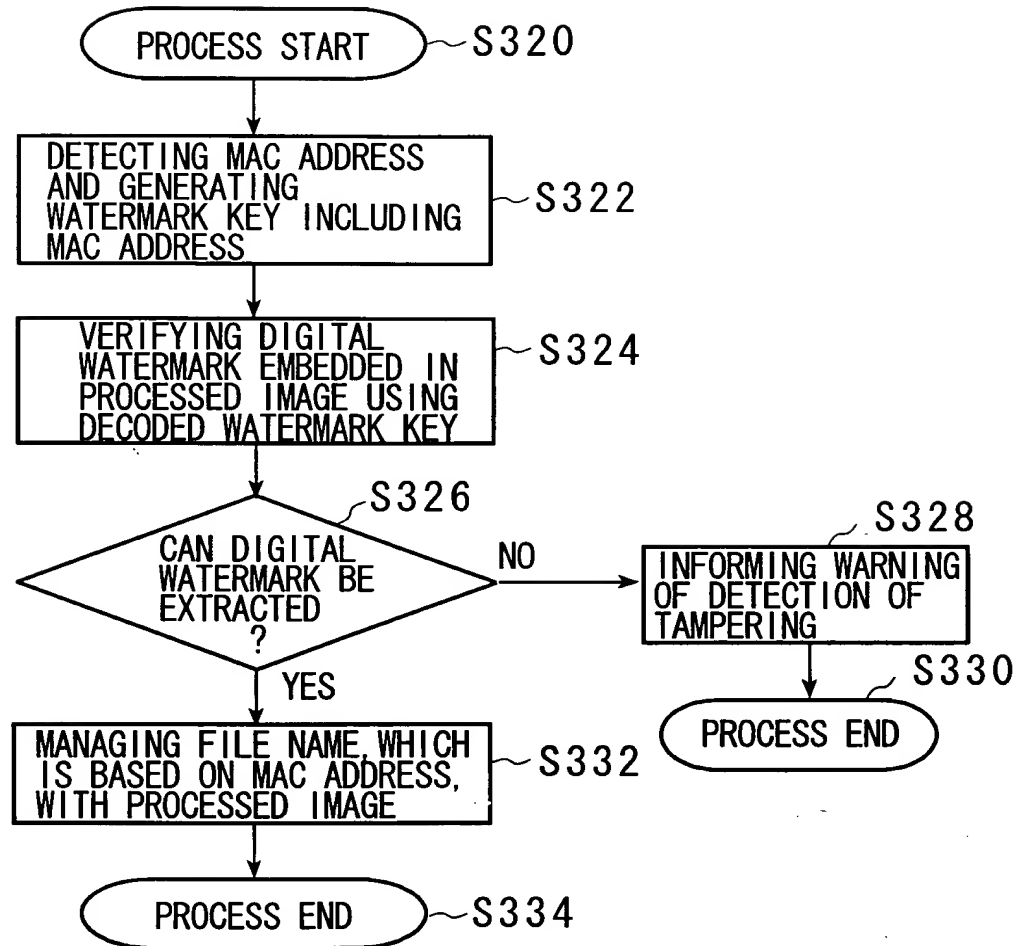 PROCESS START
S320
DETECTING MAC ADDRESS
AND GENERATING
WATERMARK KEY INCLUDING
MAC ADDRESS
S322
VERIFYING DIGITAL
WATERMARK EMBEDDED IN
PROCESSED IMAGE USING
DECODED WATERMARK KEY
S324
S326
CAN DIGITAL
WATERMARK BE
EXTRACTED
?
NO
S328
INFORMING WARNING
OF DETECTION OF
TAMPERING
S330
PROCESS END
YES
MANAGING FILE NAME, WHICH
IS BASED ON MAC ADDRESS,
WITH PROCESSED IMAGE
S332
PROCESS END
S334